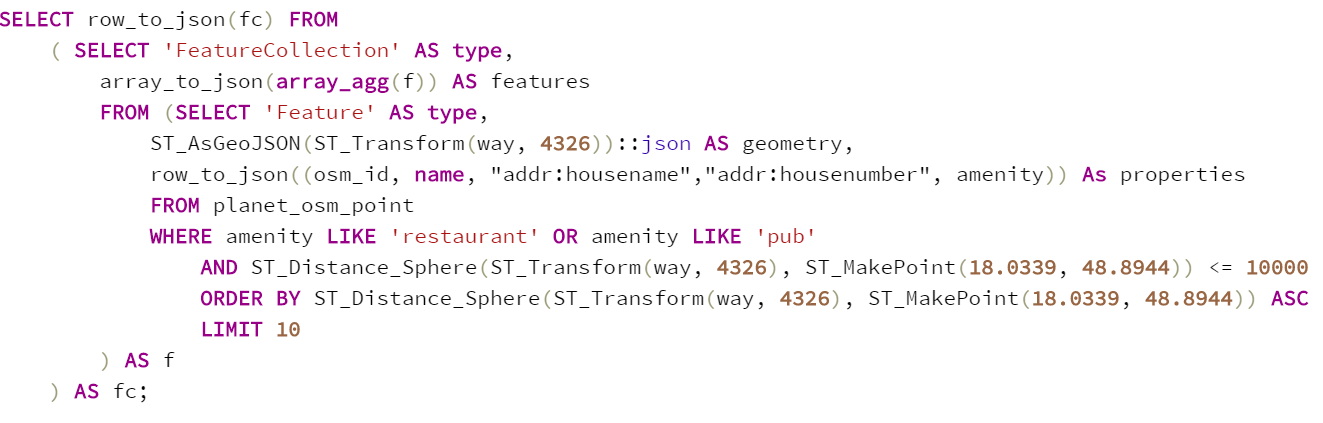 SELECT row_to_json(fc) FROM
( SELECT 'FeatureCollection' AS type,
array_to_json(array_agg(f)) AS features
FROM (SELECT 'Feature' AS type,
ST_AsGeoJSON(ST_Transform(way, 4326))::json AS geometry,
row_to_json((osm_id, name, "addr:housename","addr:housenumber", amenity)) As properties
FROM planet_osm_point
WHERE amenity LIKE 'restaurant' OR amenity LIKE 'pub'
AND ST_Distance_Sphere(ST_Transform(way, 4326), ST_MakePoint(18.0339, 48.8944)) <= 10000
ORDER BY ST_Distance_Sphere(ST_Transform(way, 4326), ST_MakePoint(18.0339, 48.8944)) ASC
LIMIT 10
) AS f
) AS fc;